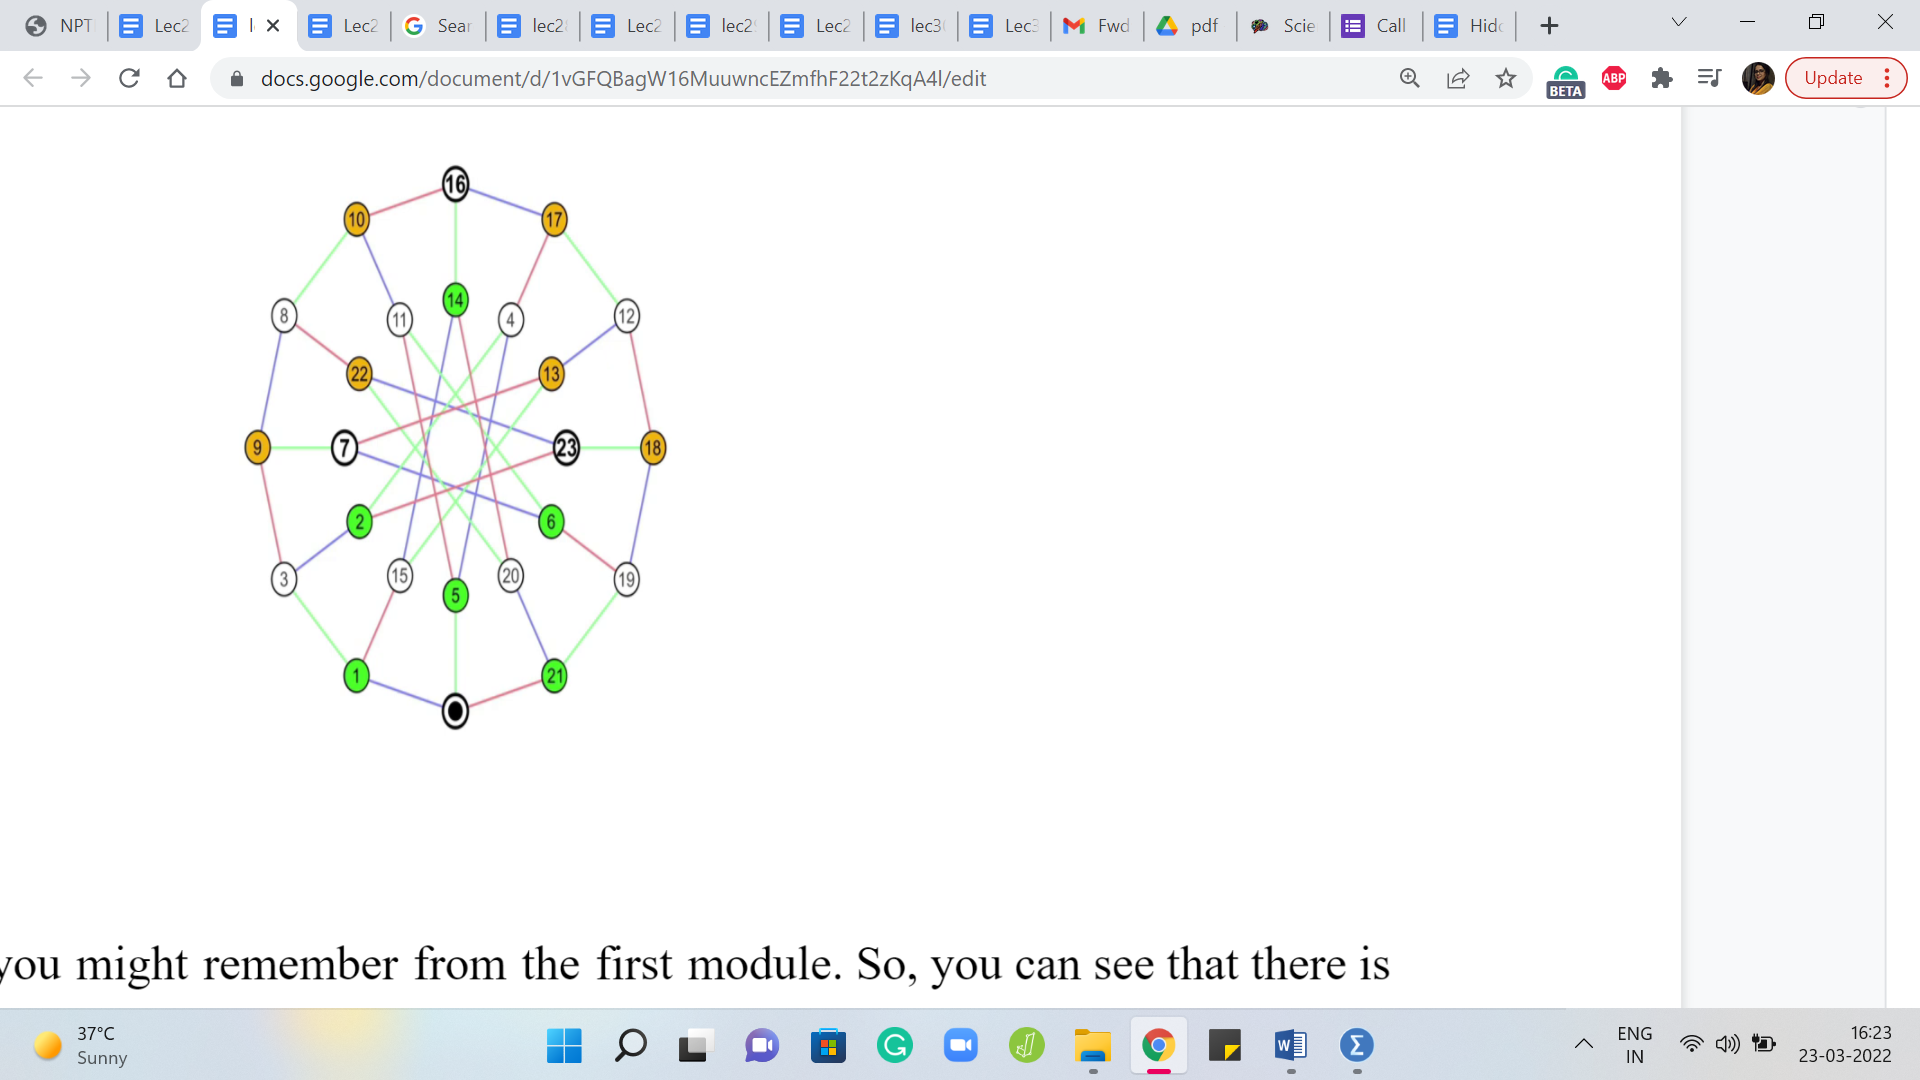 NPT Lec2 l Lec2 Sear lec2 Lec2 lec2 Lec2 lec3 Lec3 Fwd pdf Scie Call Hidd
docs.google.com/document/d/1vGFQBagW16MuuwncEZmfhF22t2zKqA4l/edit
BETA ABP Update
16
10 17
14
8 11 4 12
22 13
9 7 23 18
2 6
3 15 20 19
5
1 21
you might remember from the first module. So, you can see that there is
37°C
Sunny
ENG
IN
16:23
23-03-2022